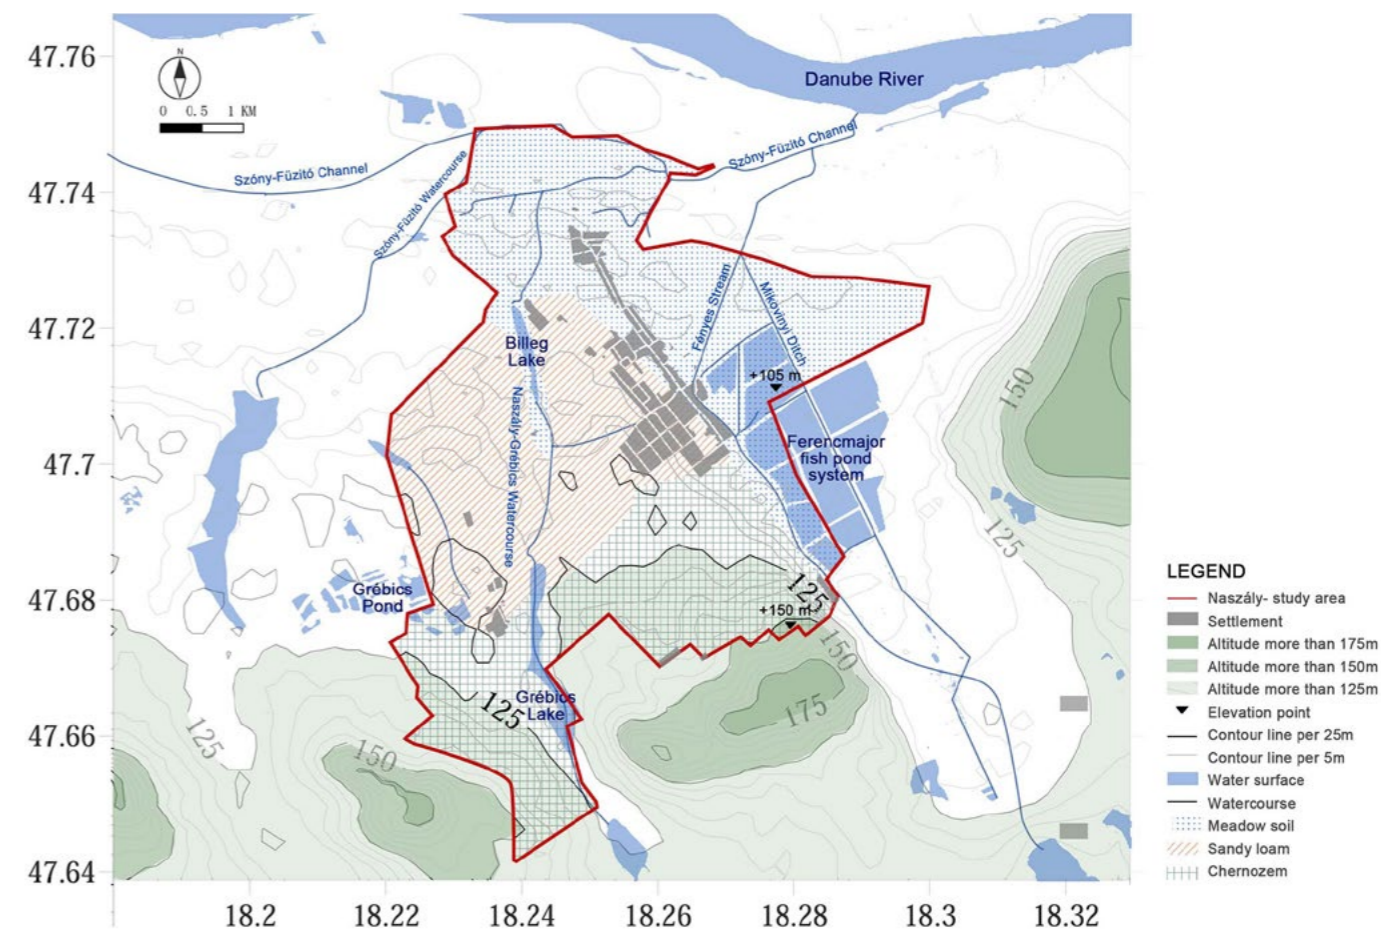 47.76
47.74
47.72
47.7
47.68
47.66
47.64
18.2
18.22
18.24
18.26
18.28
18.3
18.32
N
0 0.5 1 KM
Danube River
Szőny-Füzitő Channel
Szőny-Füzitő Channel
Szőny-Füzitő Watercourse
Fényes Stream
Mikovinyi Ditch
Billeg
Lake
Naszály-Grébics Watercourse
+105 m
Ferencmajor
fish pond
system
Grébics
Pond
+150 m
Grébics
Lake
150
125
125
150
175
125
150
125
LEGEND
Naszály- study area
Settlement
Altitude more than 175m
Altitude more than 150m
Altitude more than 125m
Elevation point
Contour line per 25m
Contour line per 5m
Water surface
Watercourse
Meadow soil
Sandy loam
Chernozem